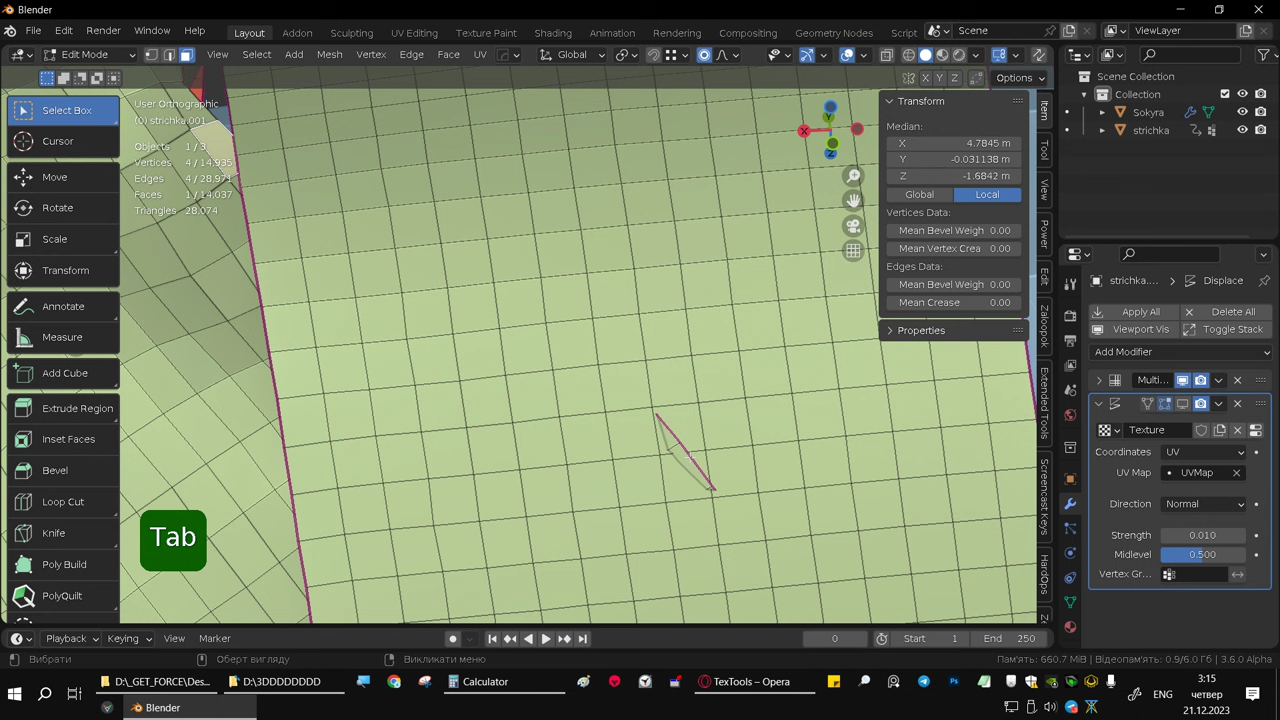 Blender
File Edit Render Window Help Layout Addon Sculpting UV Editing Texture Paint Shading Animation Rendering Compositing Geometry Nodes Script Scene ViewLayer
Edit Mode View Select Add Mesh Vertex Edge Face UV Global
X Y Z Options
Select Box
Cursor
Move
Rotate
Scale
Transform
Annotate
Measure
Add Cube
Extrude Region
Inset Faces
Bevel
Loop Cut
Knife
Poly Build
PolyQuilt
User Orthographic
(0) strichka.001
Objects 1/3
Vertices 4 / 14,935
Edges 4 / 28,971
Faces 1 / 14,037
Triangles 28,074
Tab
X
Y
Z
Transform
Median:
X 4.7845 m
Y -0.031138 m
Z -1.6842 m
Global Local
Vertices Data:
Mean Bevel Weigh 0.00
Mean Vertex Crea 0.00
Edges Data:
Mean Bevel Weigh 0.00
Mean Crease 0.00
Properties
Item
Tool
View
Power
Edit
Zaloopok
Extended Tools
Screencast Keys
HardOps
Scene Collection
Collection
Sokyra
strichka
strichka.... Displace
Apply All Delete All
Viewport Vis Toggle Stack
Add Modifier
Multi...
Texture
Coordinates UV
UV Map UVMap
Direction Normal
Strength 0.010
Midlevel 0.500
Vertex Gr...
Playback Keying View Marker 0 Start 1 End 250
Вибрати Оберт вигляду Викликати меню Пам'ять: 660.7 MiB | Відеопам'ять: 0.9/6.0 Гі | 3.6.0 Alpha
D:\_GET_FORCE\Des... D:\3DDDDDDDD Calculator TexTools – Opera
Blender
ENG
3:15
четвер
21.12.2023